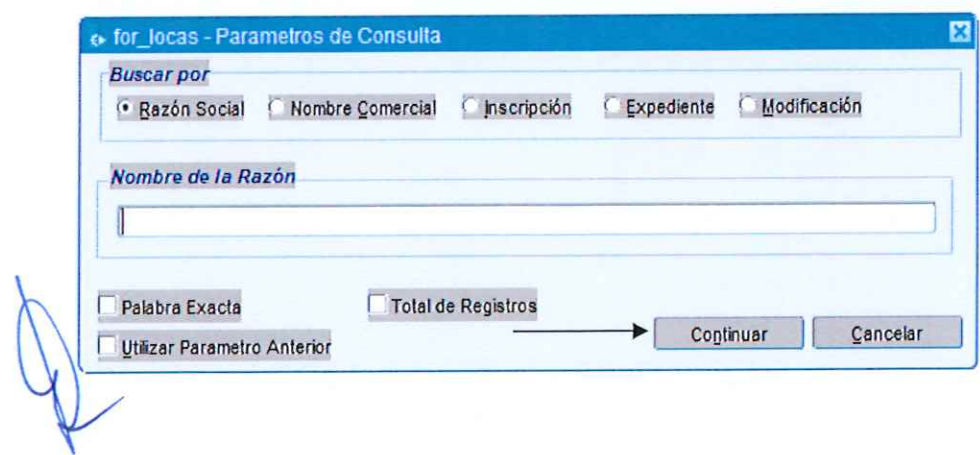 for_locas - Parametros de Consulta
Buscar por
Razón Social Nombre Comercial Inscripción Expediente Modificación
Nombre de la Razón
Palabra Exacta Total de Registros
Utilizar Parametro Anterior Continuar Cancelar